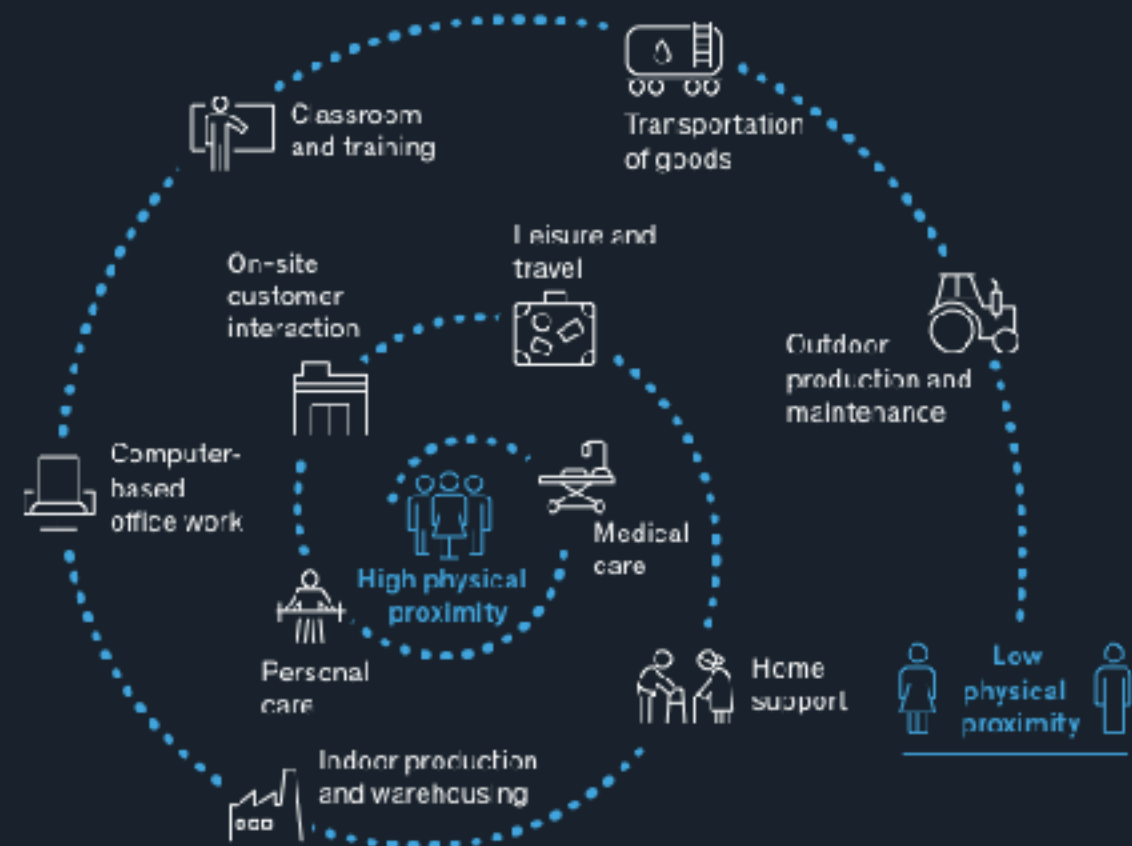 Classroom
and training
Transportation
of goods
Leisure and
travel
On-site
customer
interaction
Outdoor
production and
maintenance
Computer-
based
office work
Medical
care
High physical
proximity
Personal
care
Home
support
Low
physical
proximity
Indoor production
and warehousing